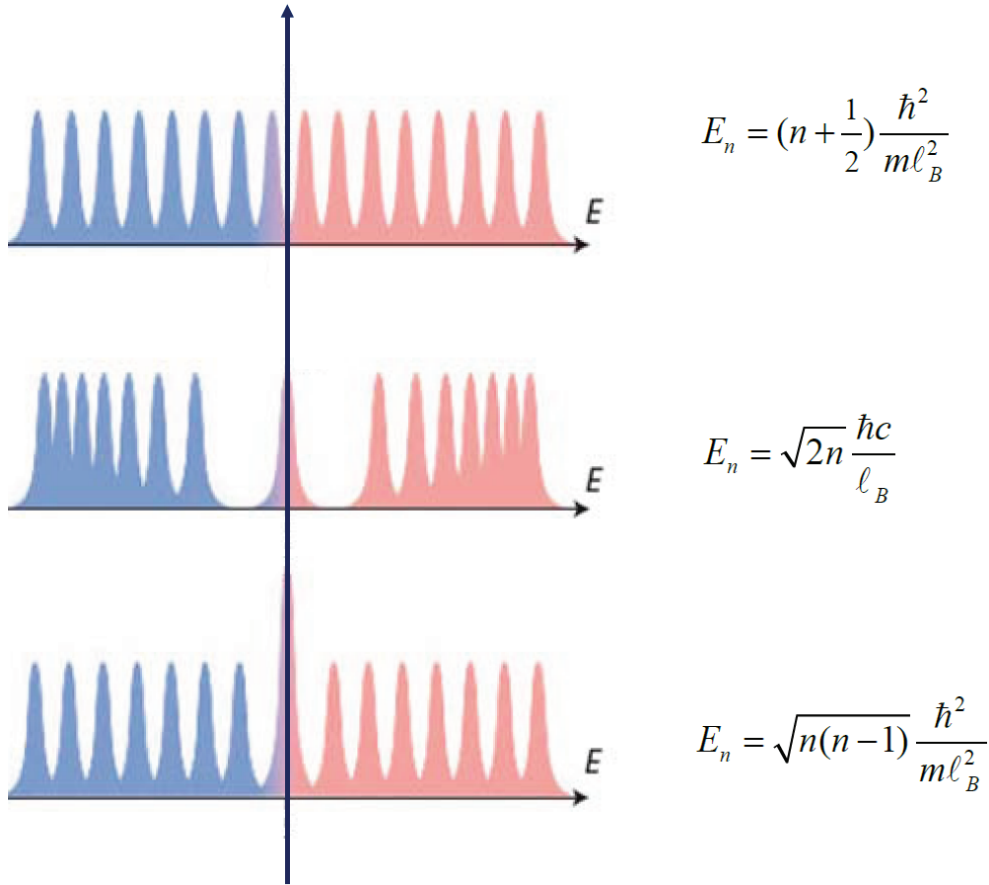 E_n = (n + 1/2) ħ² / mℓ_B²
E
E_n = √(2n) ħc / ℓ_B
E
E_n = √(n(n−1)) ħ² / mℓ_B²
E